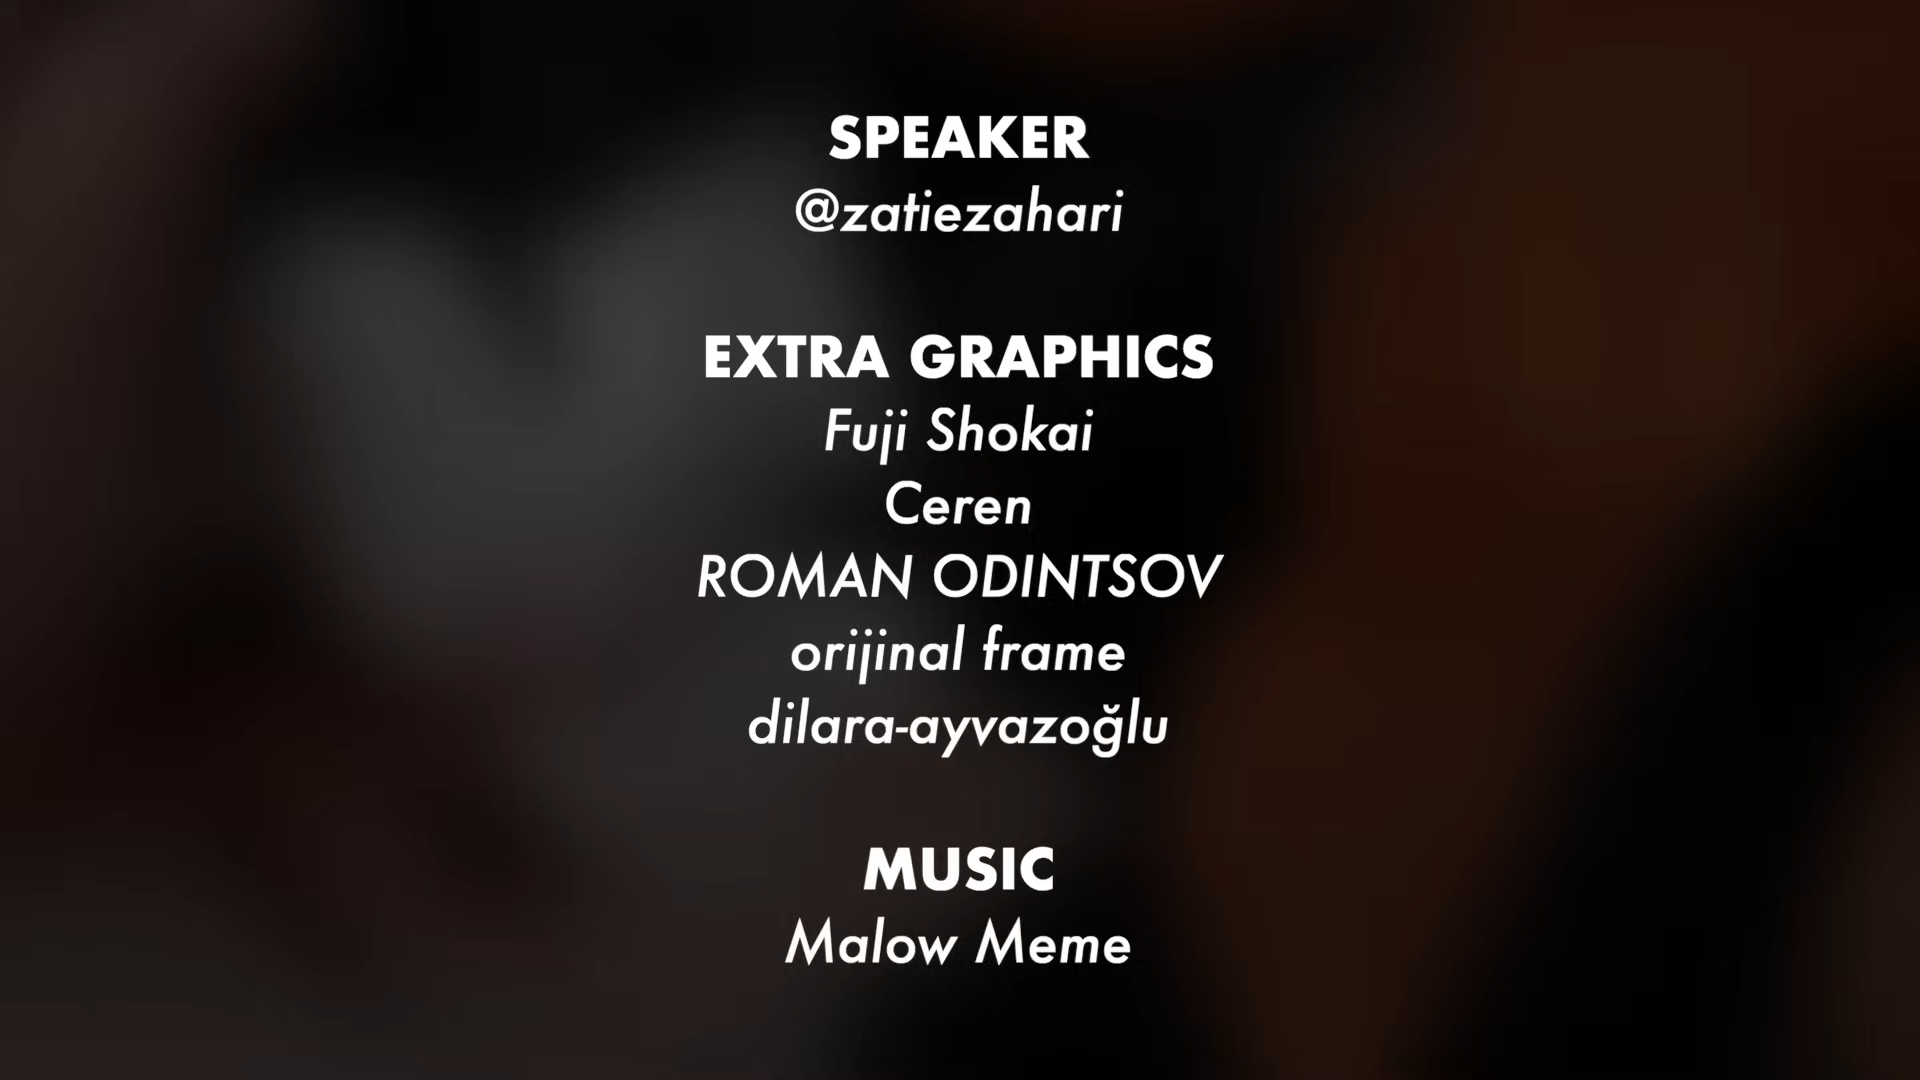 SPEAKER
@zatiezahari
EXTRA GRAPHICS
Fuji Shokai
Ceren
ROMAN ODINTSOV
orijinal frame
dilara-ayvazoğlu
MUSIC
Malow Meme